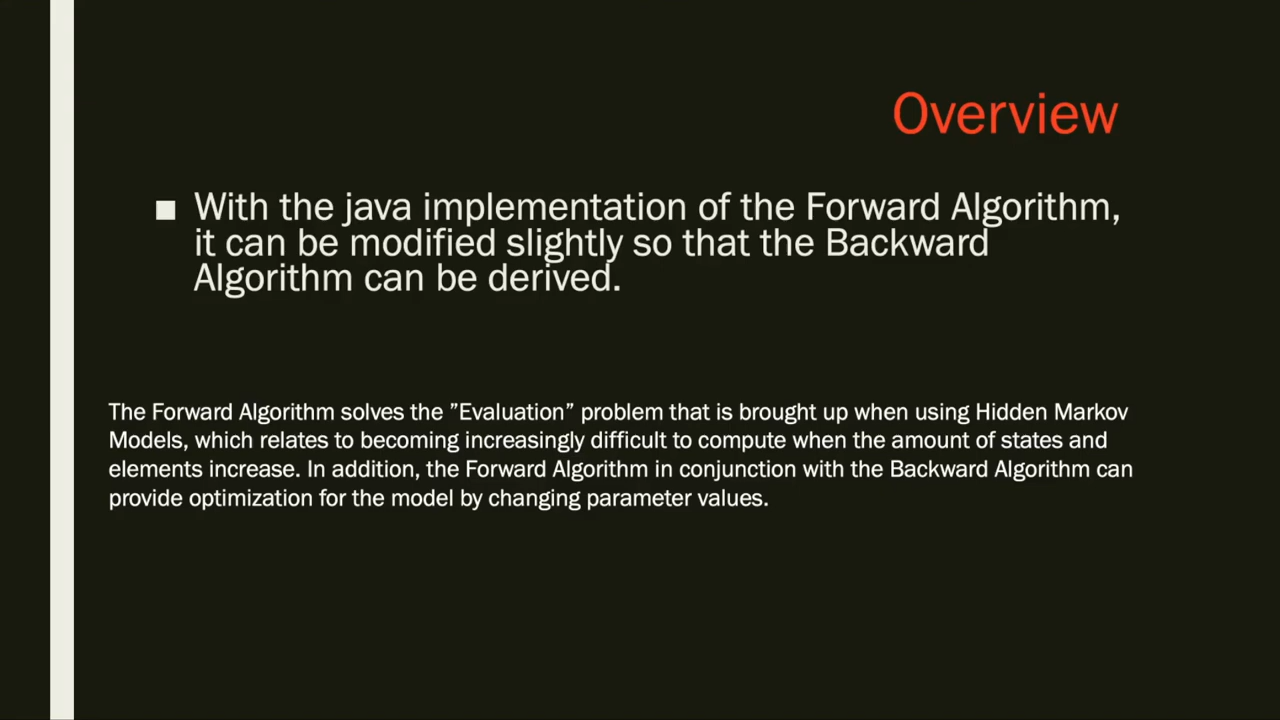 Overview
■ With the java implementation of the Forward Algorithm,
it can be modified slightly so that the Backward
Algorithm can be derived.
The Forward Algorithm solves the ”Evaluation” problem that is brought up when using Hidden Markov
Models, which relates to becoming increasingly difficult to compute when the amount of states and
elements increase. In addition, the Forward Algorithm in conjunction with the Backward Algorithm can
provide optimization for the model by changing parameter values.